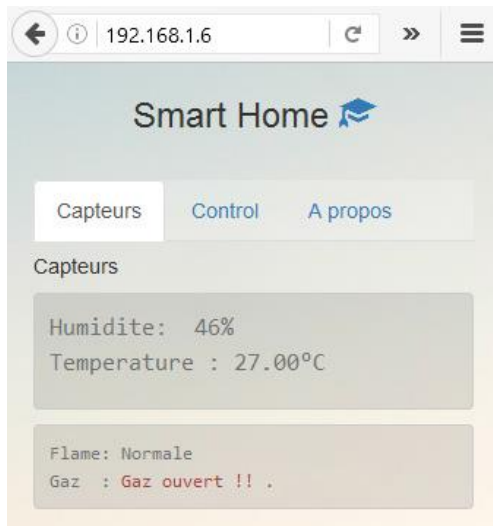 192.168.1.6
Smart Home
Capteurs Control A propos
Capteurs
Humidite: 46%
Temperature : 27.00ºC
Flame: Normale
Gaz : Gaz ouvert !! .